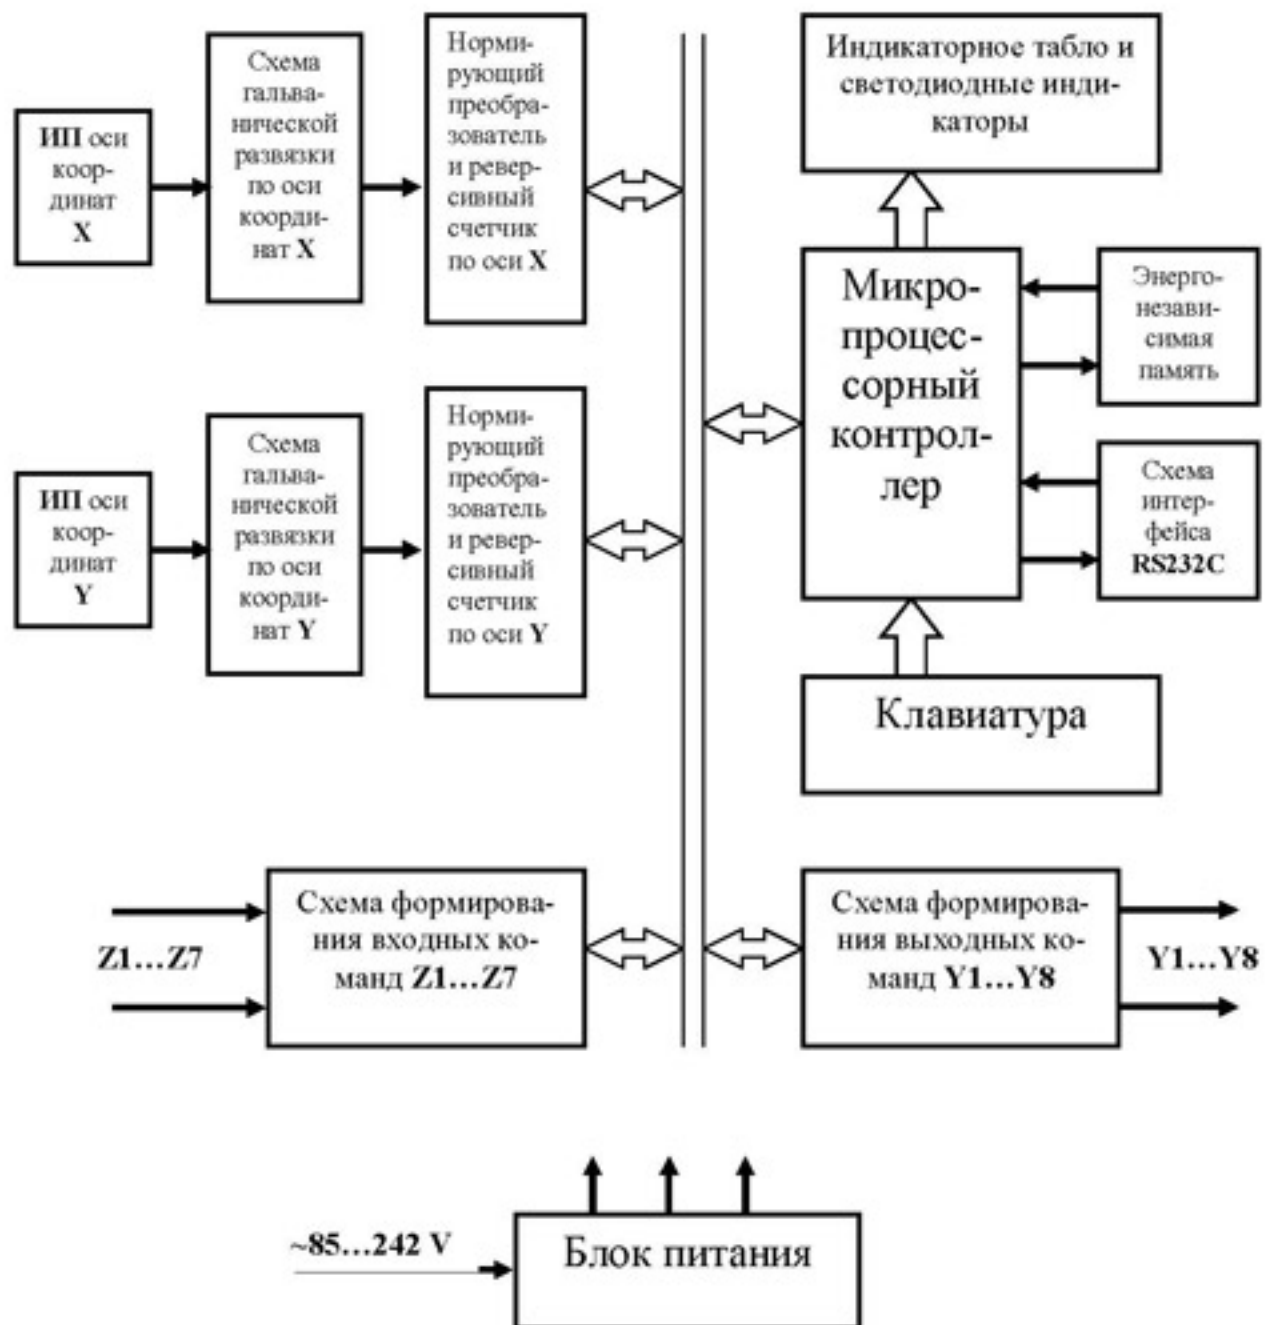 ИП оси
коор-
динат
X
Схема
гальва-
нической
развязки
по оси
коорди-
нат X
Норми-
рующий
преобра-
зователь
и ревер-
сивный
счетчик
по оси X
Индикаторное табло и
светодиодные инди-
каторы
Микро-
процес-
сорный
контрол-
лер
Энерго-
независи-
симая
память
Схема
интер-
фейса
RS232C
ИП оси
коор-
динат
Y
Схема
гальва-
нической
развязки
по оси
коорди-
нат Y
Норми-
рующий
преобра-
зователь
и ревер-
сивный
счетчик
по оси Y
Клавиатура
Z1...Z7
Схема формирова-
ния входных ко-
манд Z1...Z7
Схема формирова-
ния выходных ко-
манд Y1...Y8
Y1...Y8
~85...242 V
Блок питания